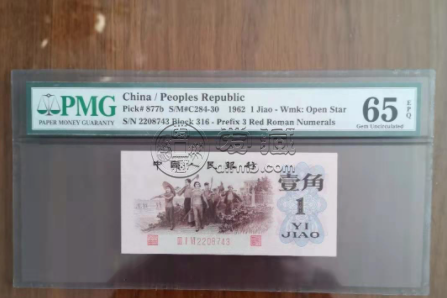 PMG
PAPER MONEY GUARANTY
China / Peoples Republic
Pick# 877b S/M#C284-30 1962 1 Jiao - Wmk: Open Star
S/N 2208743 Block 316 - Prefix 3 Red Roman Numerals
65 EPQ
Gem Uncirculated
中國人民銀行
壹角
1
YI
JIAO
2208743